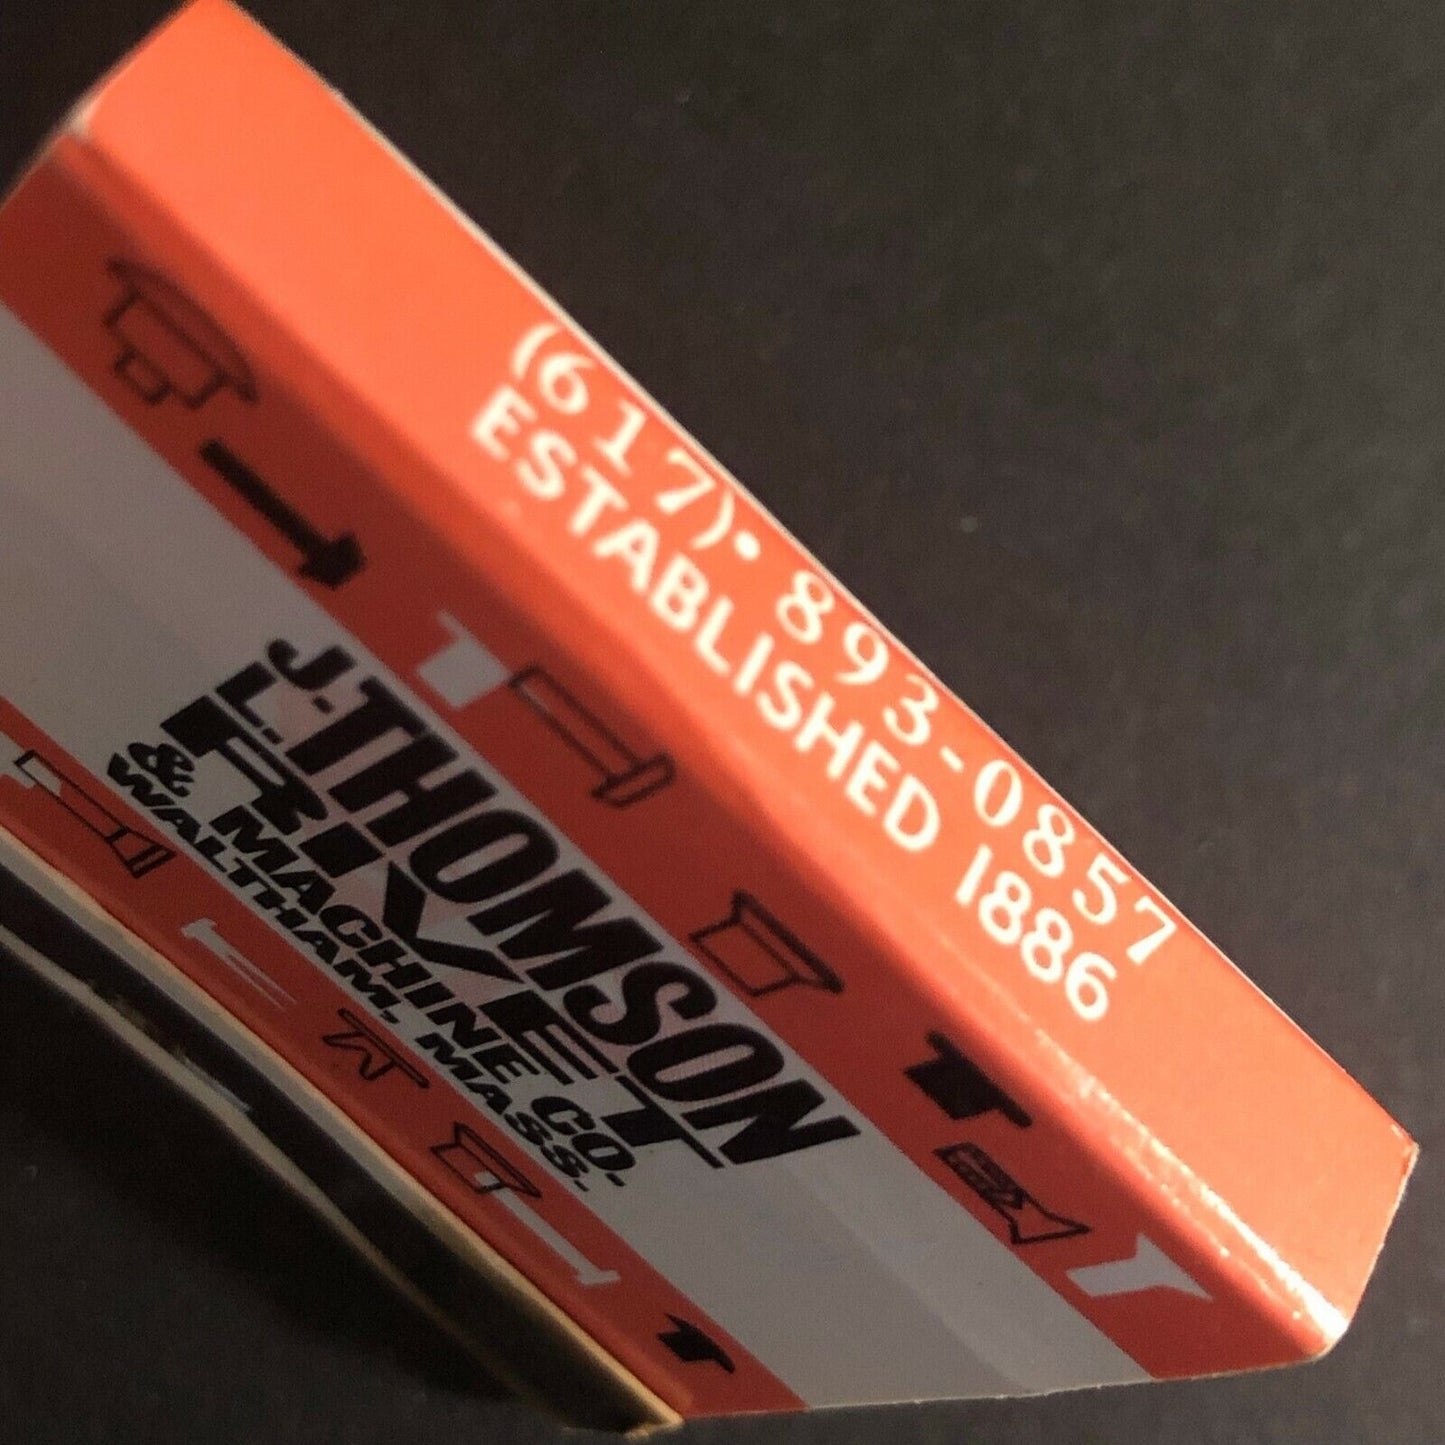 (617) • 893-0857
ESTABLISHED 1886
J·L·THOMSON
RIVET
& MACHINE CO.
WALTHAM, MASS.